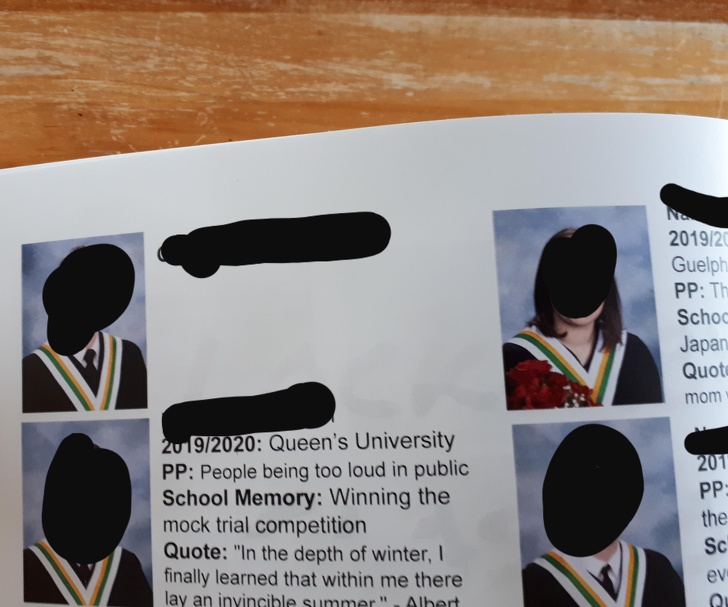 2019/2020: Queen's University
PP: People being too loud in public
School Memory: Winning the
mock trial competition
Quote: "In the depth of winter, I
finally learned that within me there
lay an invincible summer." - Albert
2019/20
Guelph
PP: Th
Schoo
Japan
Quote
mom
201
PP:
the
Sc
ev
Qu